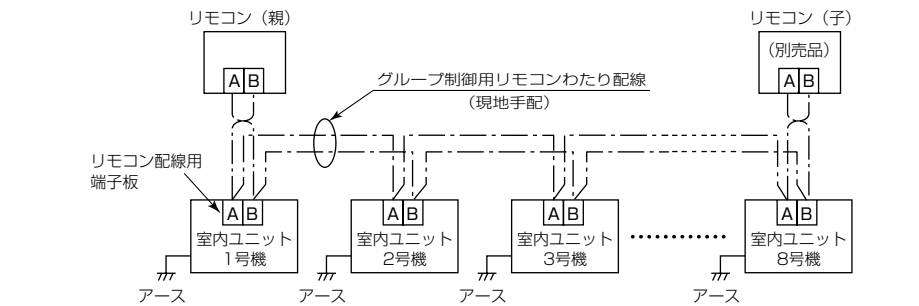 リモコン（親）
リモコン（子）
（別売品）
A B
A B
グループ制御用リモコンわたり配線
（現地手配）
リモコン配線用
端子板
A B
A B
A B
A B
室内ユニット
1号機
室内ユニット
2号機
室内ユニット
3号機
室内ユニット
8号機
アース
アース
アース
アース